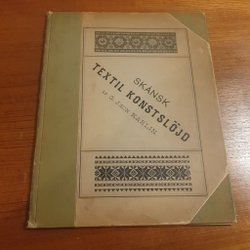 SKÅNSK
TEXTIL KONSTSLÖJD
AF G. J:SON KARLIN